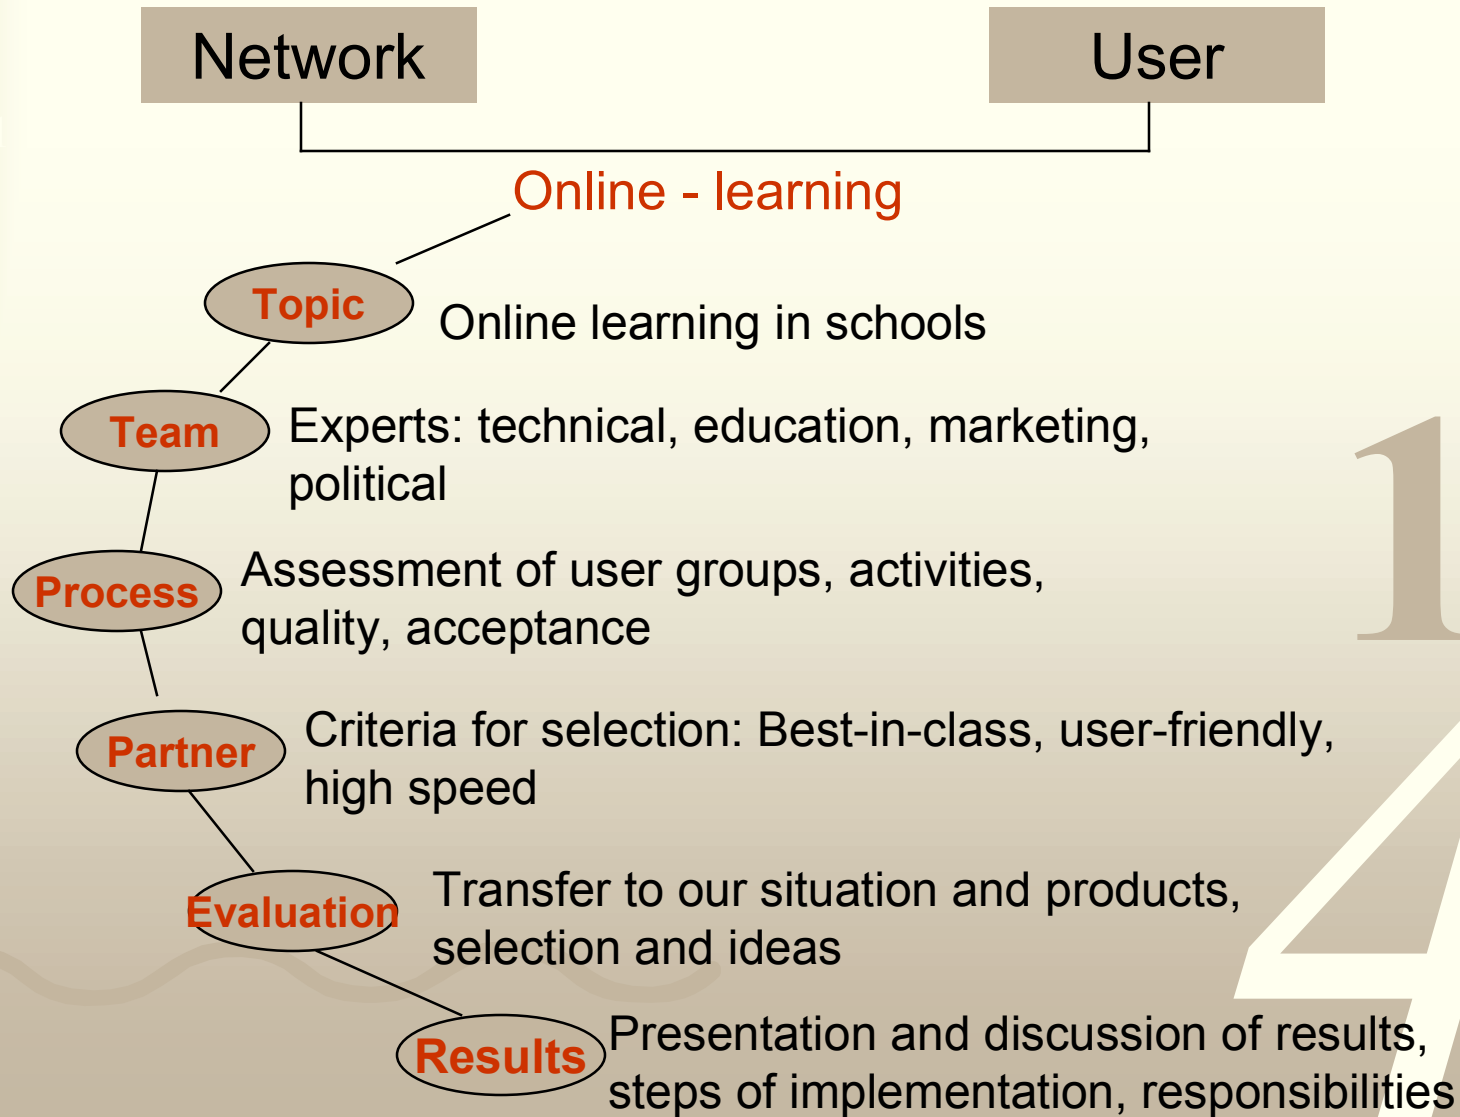 Network
User
Online - learning
Topic
Online learning in schools
Team
Experts: technical, education, marketing,
political
Process
Assessment of user groups, activities,
quality, acceptance
Partner
Criteria for selection: Best-in-class, user-friendly,
high speed
Evaluation
Transfer to our situation and products,
selection and ideas
Results
Presentation and discussion of results,
steps of implementation, responsibilities
1
4